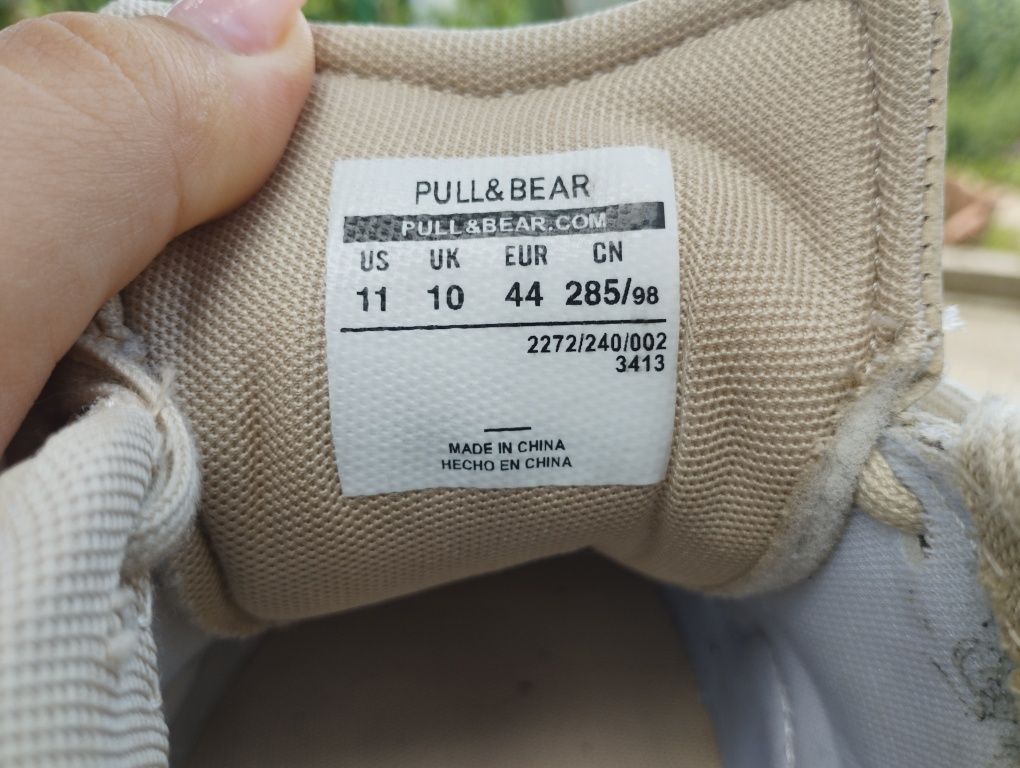 PULL&BEAR
PULL&BEAR.COM
US UK EUR CN
11 10 44 285/98
2272/240/002
3413
MADE IN CHINA
HECHO EN CHINA